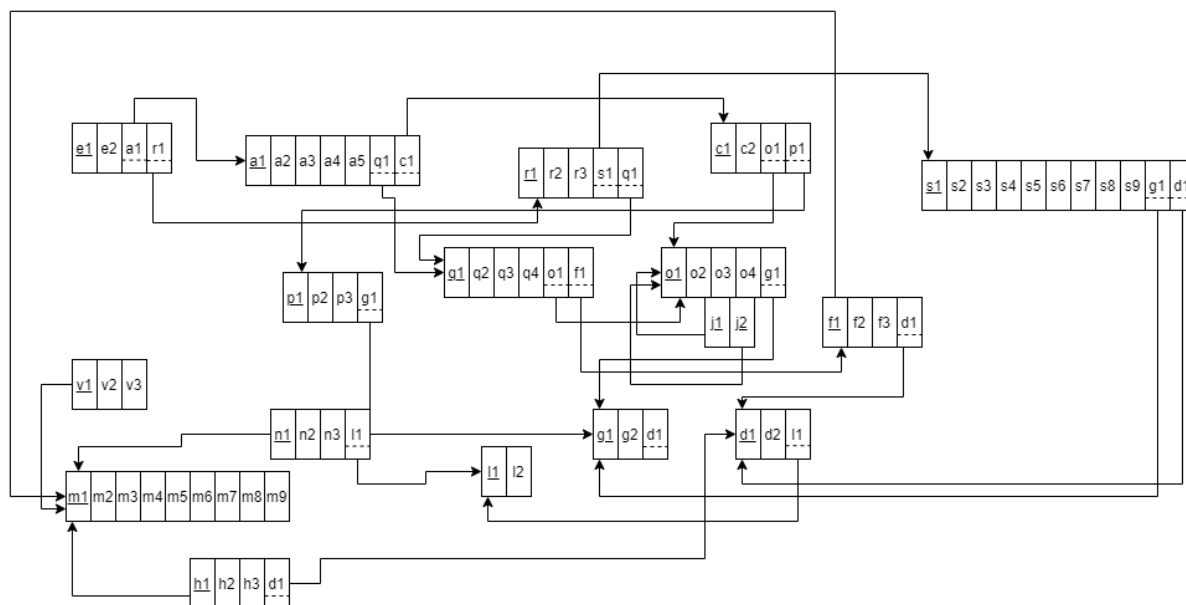 e1 e2 a1 r1
a1 a2 a3 a4 a5 q1 c1
c1 c2 o1 p1
r1 r2 r3 s1 q1
s1 s2 s3 s4 s5 s6 s7 s8 s9 g1 d1
q1 q2 q3 q4 o1 f1
o1 o2 o3 o4 g1
p1 p2 p3 g1
j1 j2
f1 f2 f3 d1
v1 v2 v3
n1 n2 n3 l1
g1 g2 d1
d1 d2 l1
l1 l2
m1 m2 m3 m4 m5 m6 m7 m8 m9
h1 h2 h3 d1